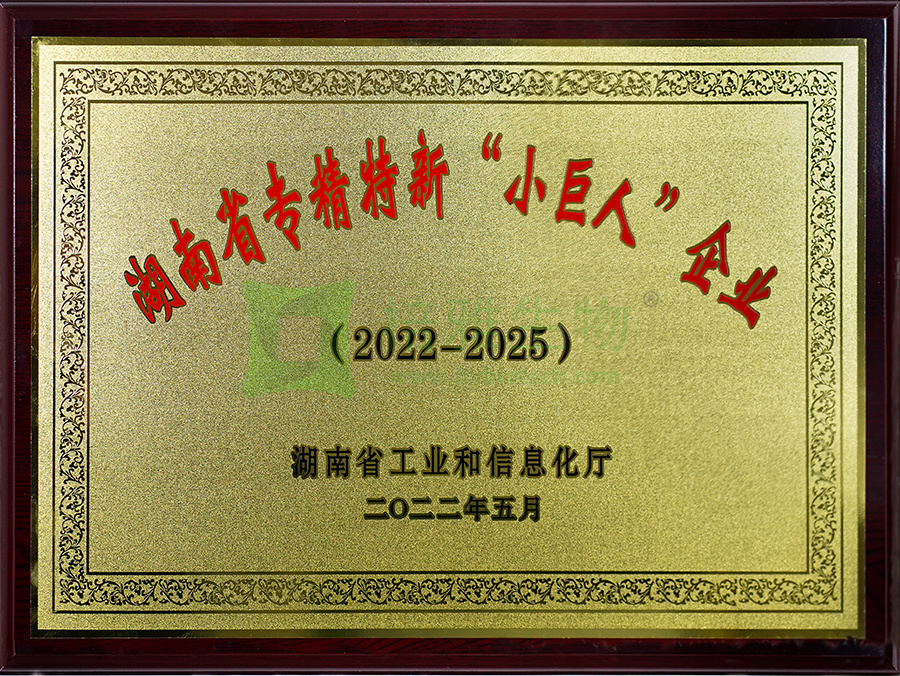 湖南省专精特新“小巨人”企业
（2022-2025）
湖南省工业和信息化厅
二〇二二年五月